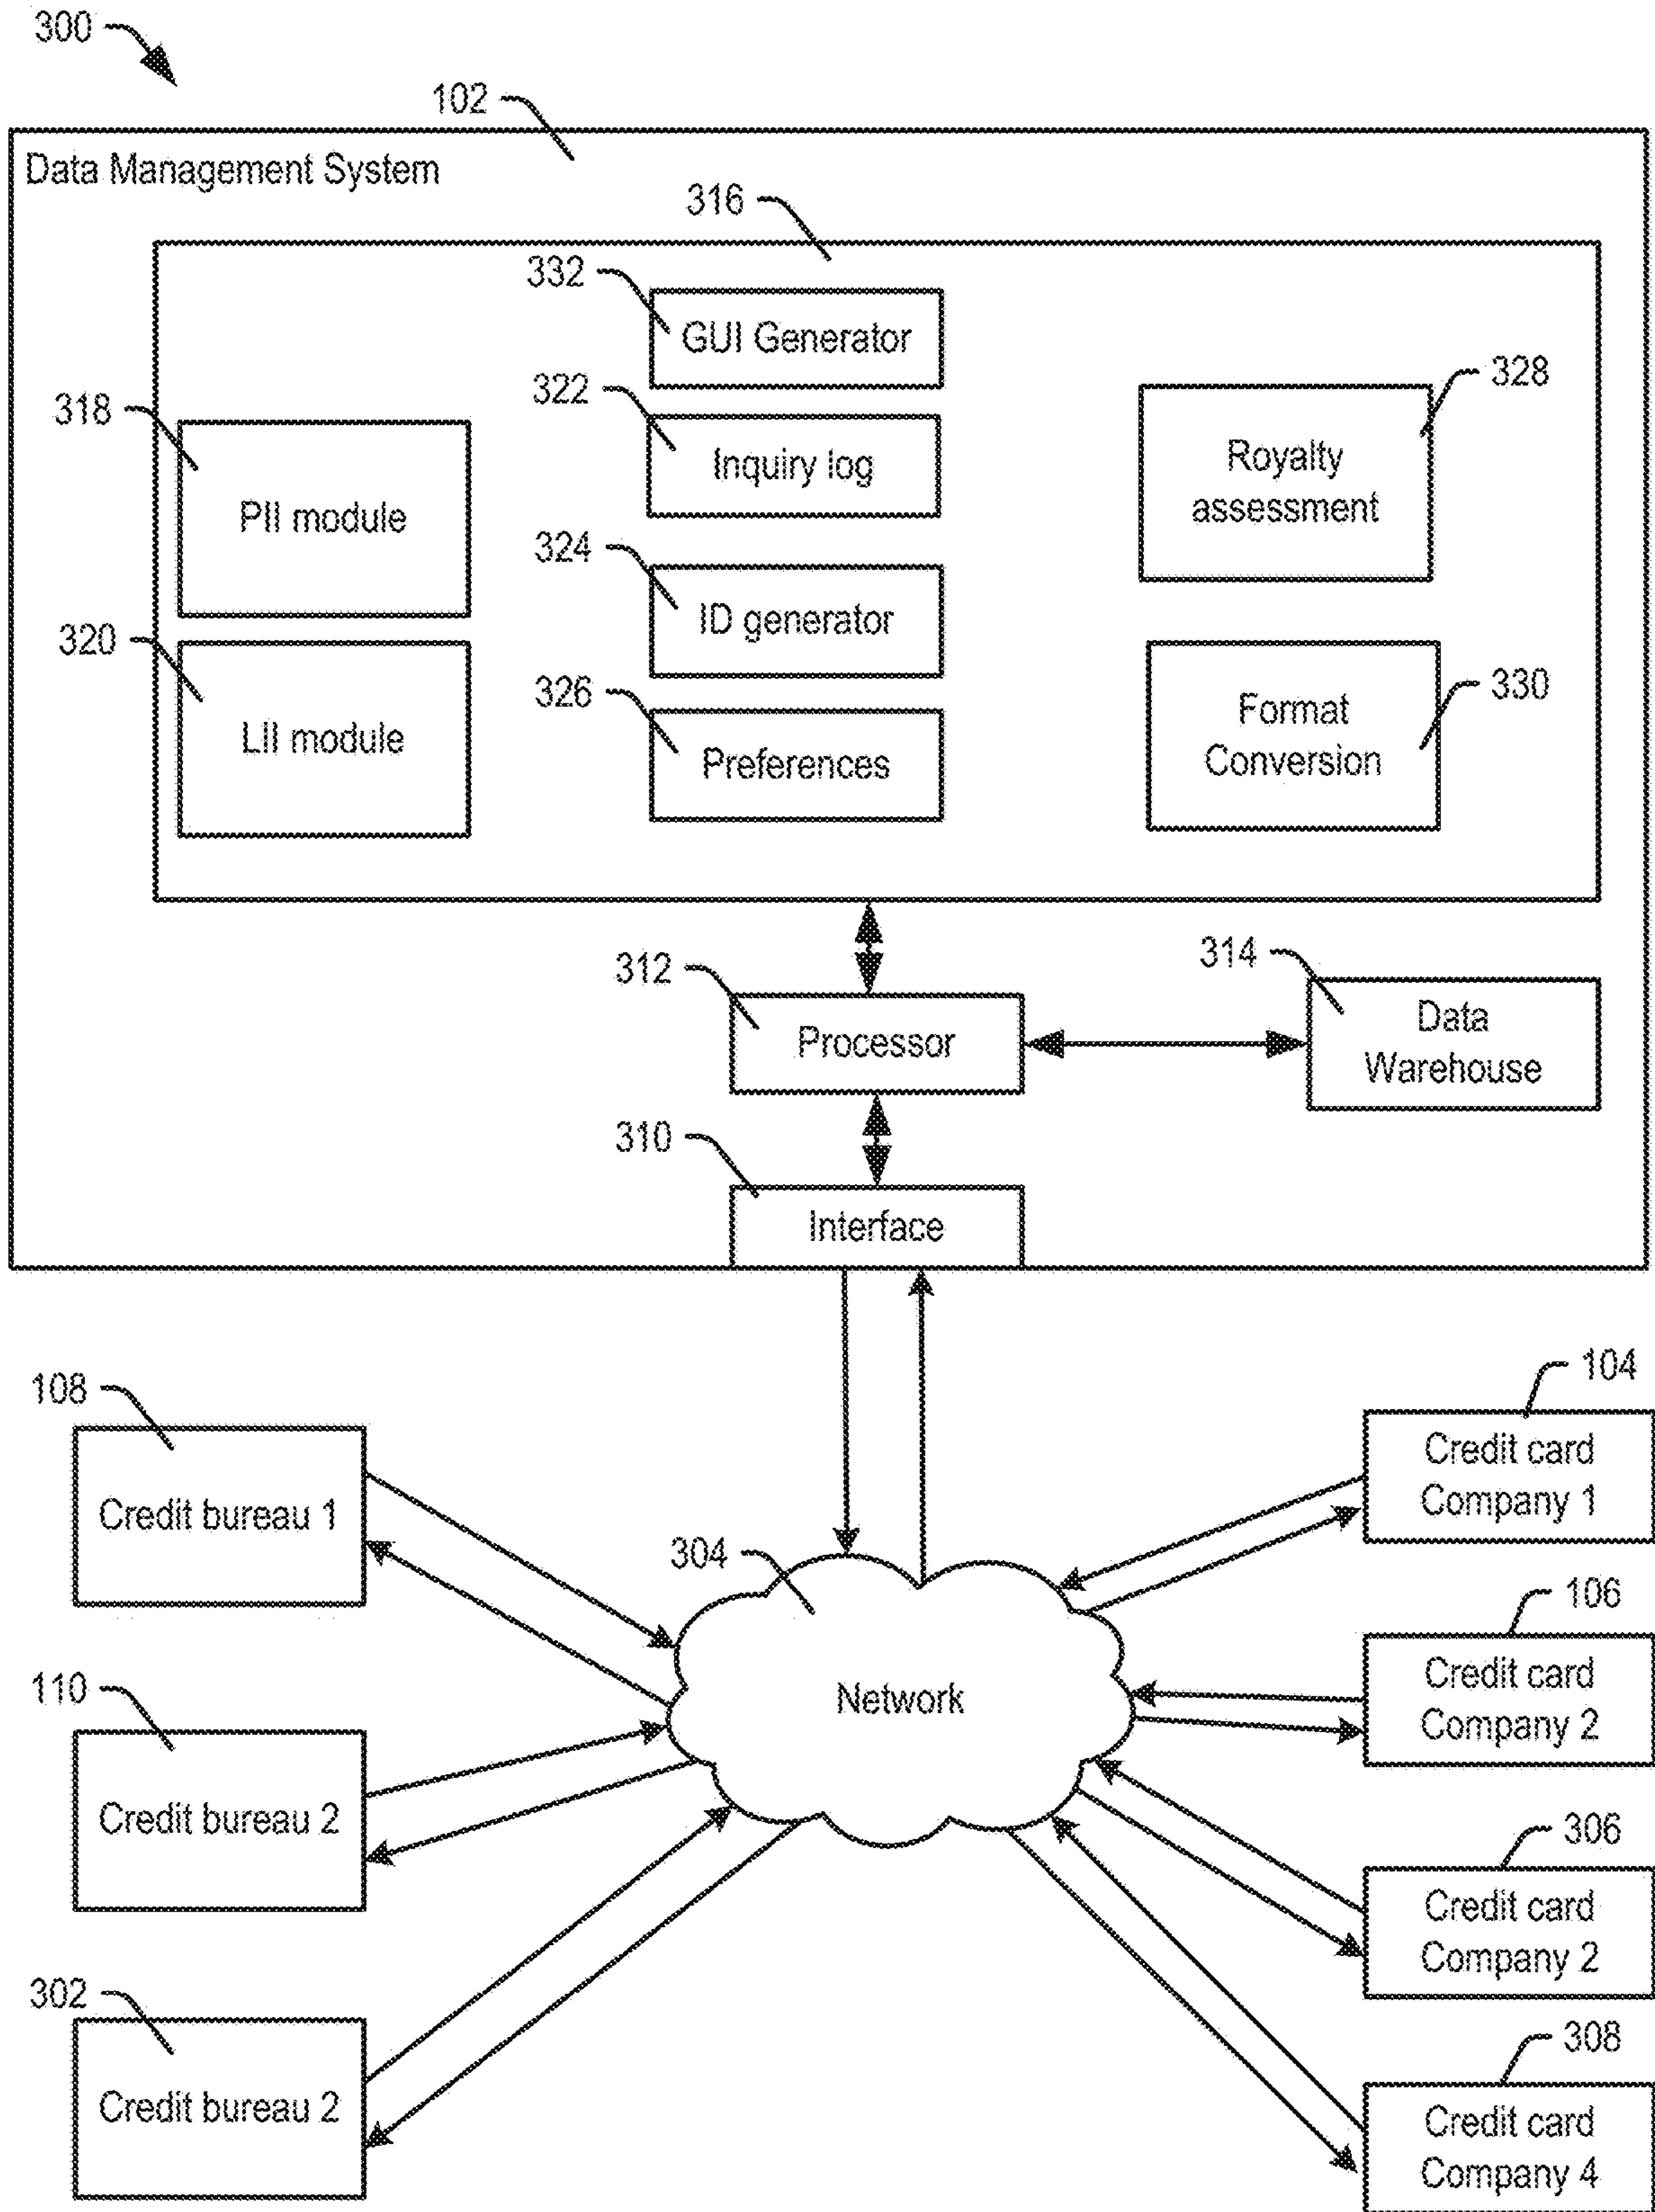 300
102
Data Management System
316
332
GUI Generator
322
Inquiry log
328
Royalty
assessment
318
PII module
324
ID generator
320
LII module
326
Preferences
330
Format
Conversion
312
Processor
314
Data
Warehouse
310
Interface
108
Credit bureau 1
104
Credit card
Company 1
304
Network
106
Credit card
Company 2
110
Credit bureau 2
306
Credit card
Company 2
302
Credit bureau 2
308
Credit card
Company 4